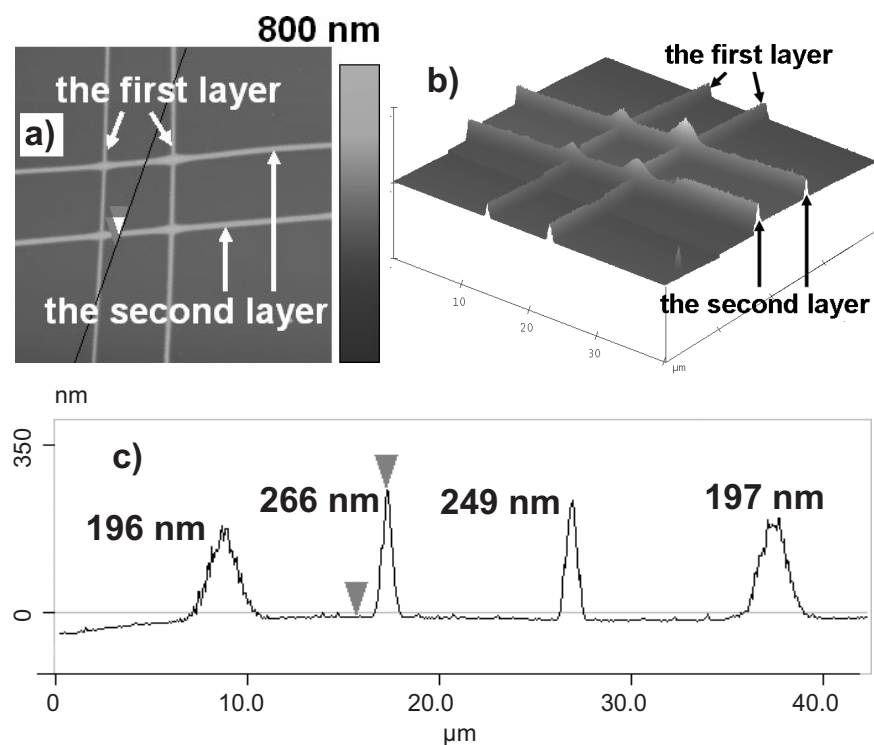 800 nm
the first layer
a)
the second layer
b)
the first layer
the second layer
10
20
30
µm
nm
350
c)
196 nm
266 nm
249 nm
197 nm
0
0
10.0
20.0
30.0
40.0
µm